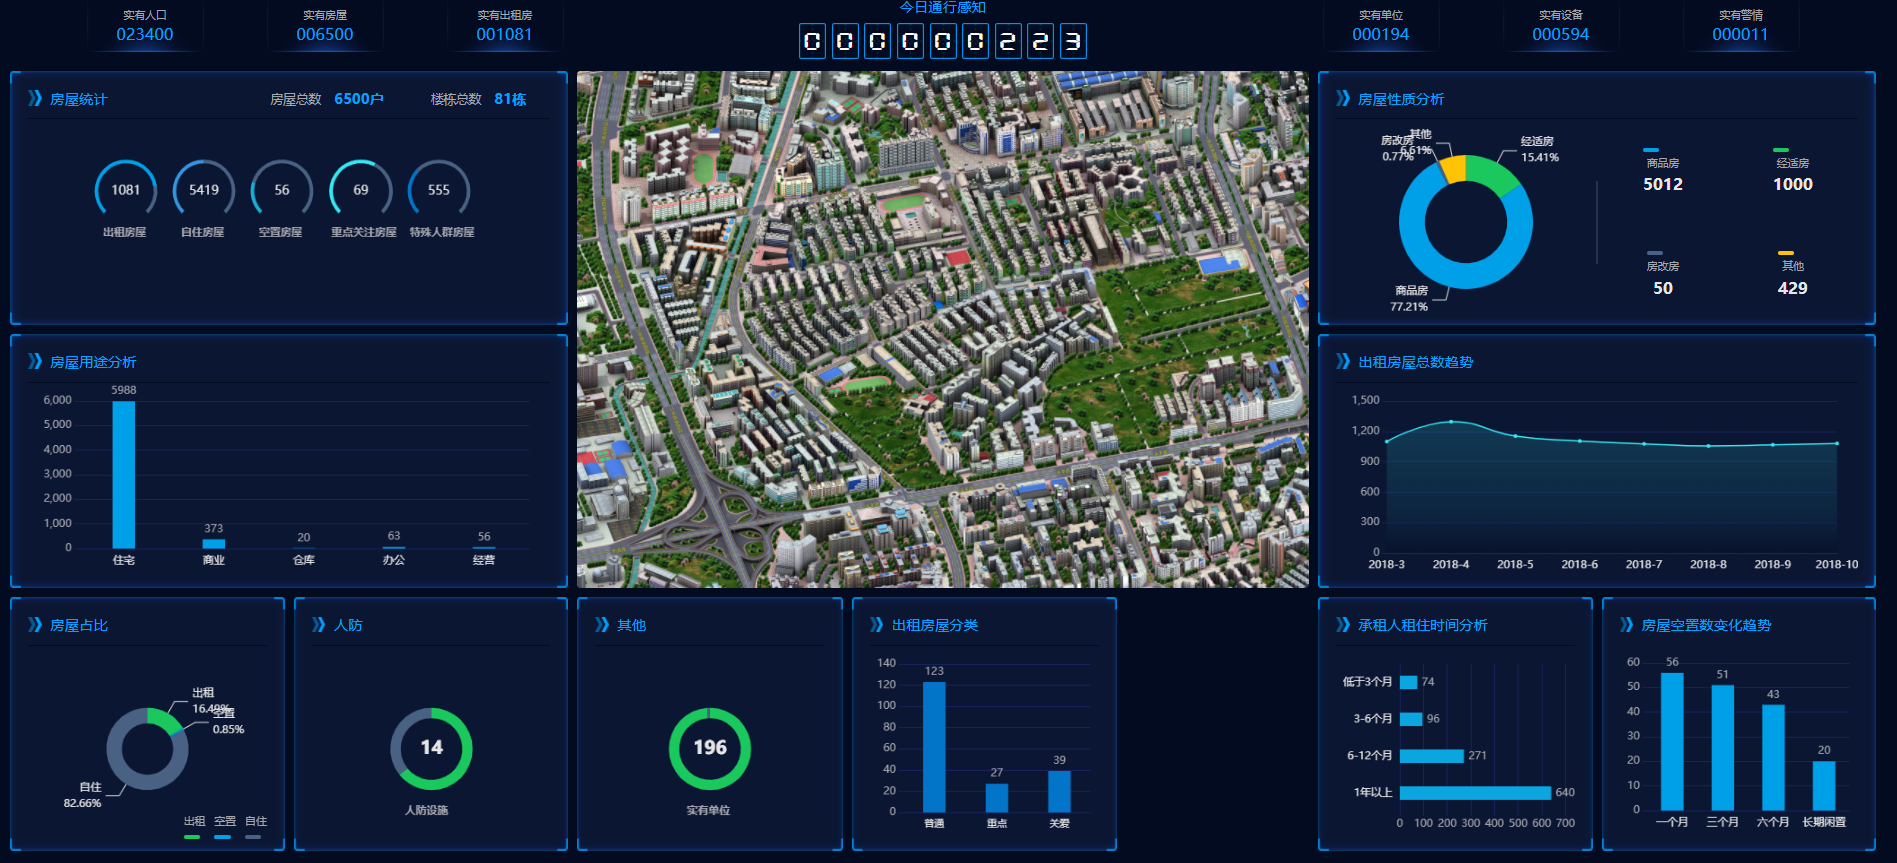 实有人口
023400
实有房屋
006500
实有出租房
001081
今日通行感知
000000223
实有单位
000194
实有设备
000594
实有警情
000011
房屋统计
房屋总数 6500户
楼栋总数 81栋
1081
5419
56
69
555
出租房屋
自住房屋
空置房屋
重点关注房屋
特殊人群房屋
房屋性质分析
其他
6.61%
房改房
0.77%
经适房
15.41%
商品房
77.21%
商品房
5012
经适房
1000
房改房
50
其他
429
房屋用途分析
6,000
5,000
4,000
3,000
2,000
1,000
0
5988
373
20
63
56
住宅
商业
仓库
办公
经营
出租房屋总数趋势
1,500
1,200
900
600
300
0
2018-3
2018-4
2018-5
2018-6
2018-7
2018-8
2018-9
2018-10
房屋占比
出租
16.49%
空置
0.85%
自住
82.66%
出租
空置
自住
人防
14
人防设施
其他
196
实有单位
出租房屋分类
140
120
100
80
60
40
20
0
123
27
39
普通
重点
关爱
承租人租住时间分析
低于3个月
74
3-6个月
96
6-12个月
271
1年以上
640
0 100 200 300 400 500 600 700
房屋空置数变化趋势
60
50
40
30
20
10
0
56
51
43
20
一个月
三个月
六个月
长期闲置